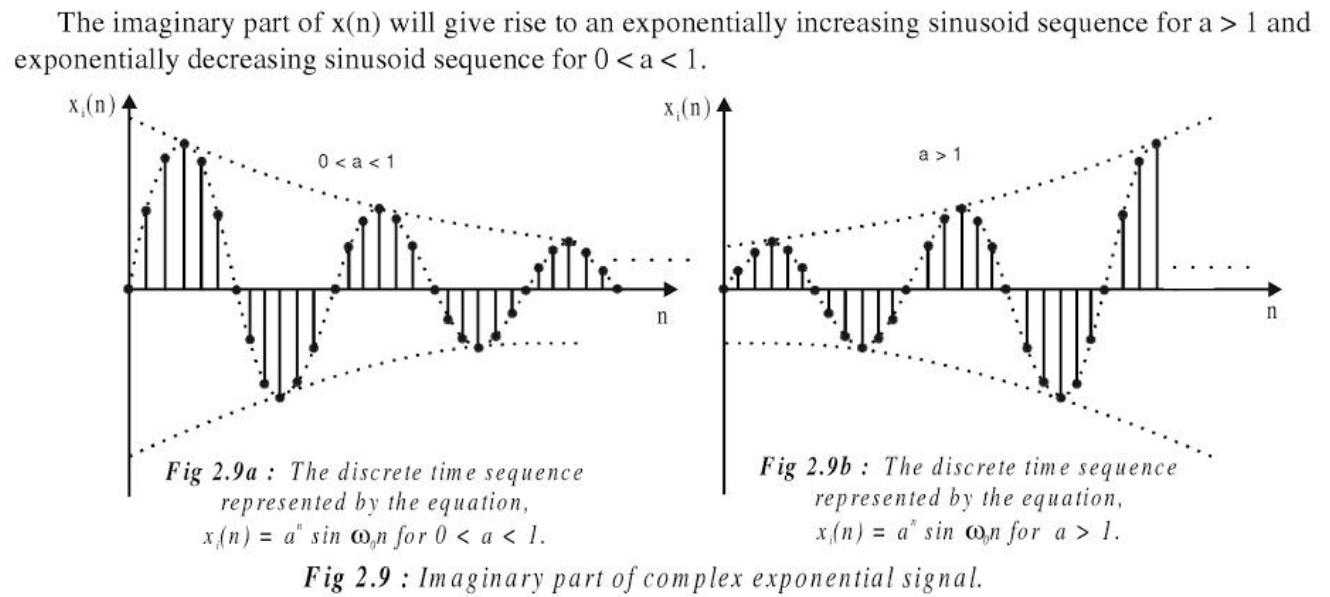 The imaginary part of x(n) will give rise to an exponentially increasing sinusoid sequence for a > 1 and
exponentially decreasing sinusoid sequence for 0 < a < 1.
xᵢ(n)
0 < a < 1
n
Fig 2.9a : The discrete time sequence
represented by the equation,
xᵢ(n) = aⁿ sin ω₀n for 0 < a < 1.
xᵢ(n)
a > 1
n
Fig 2.9b : The discrete time sequence
represented by the equation,
xᵢ(n) = aⁿ sin ω₀n for a > 1.
Fig 2.9 : Imaginary part of complex exponential signal.